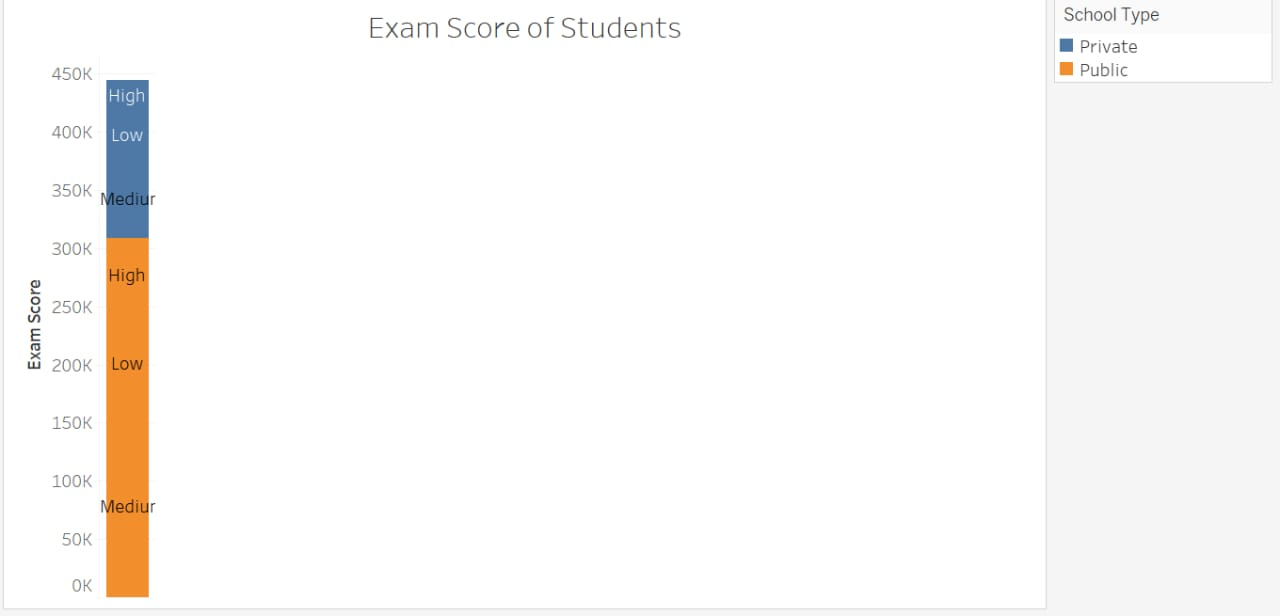 Exam Score of Students
School Type
Private
Public
Exam Score
450K
400K
350K
300K
250K
200K
150K
100K
50K
0K
High
Low
Mediur
High
Low
Mediur